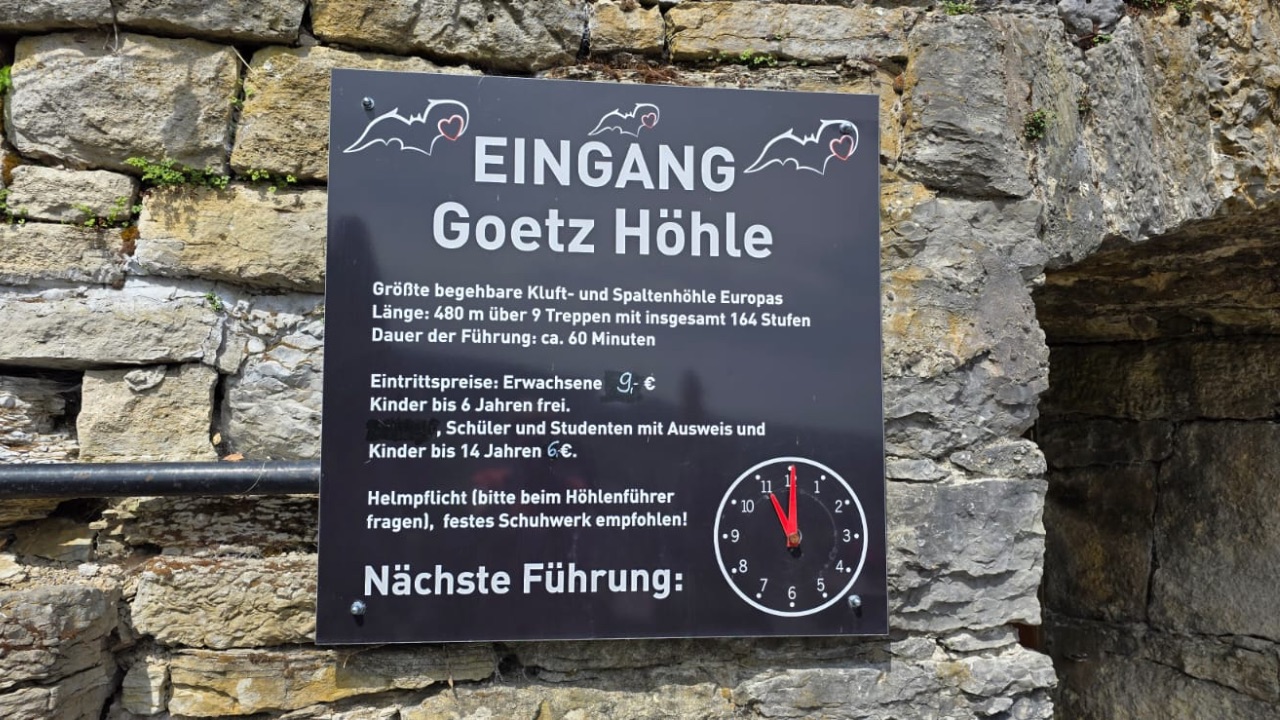 EINGANG
Goetz Höhle
Größte begehbare Kluft- und Spaltenhöhle Europas
Länge: 480 m über 9 Treppen mit insgesamt 164 Stufen
Dauer der Führung: ca. 60 Minuten
Eintrittspreise: Erwachsene 9,- €
Kinder bis 6 Jahren frei.
, Schüler und Studenten mit Ausweis und
Kinder bis 14 Jahren 6€.
Helmpflicht (bitte beim Höhlenführer
fragen), festes Schuhwerk empfohlen!
Nächste Führung:
11 1
10 2
9 3
8 4
7 5
6